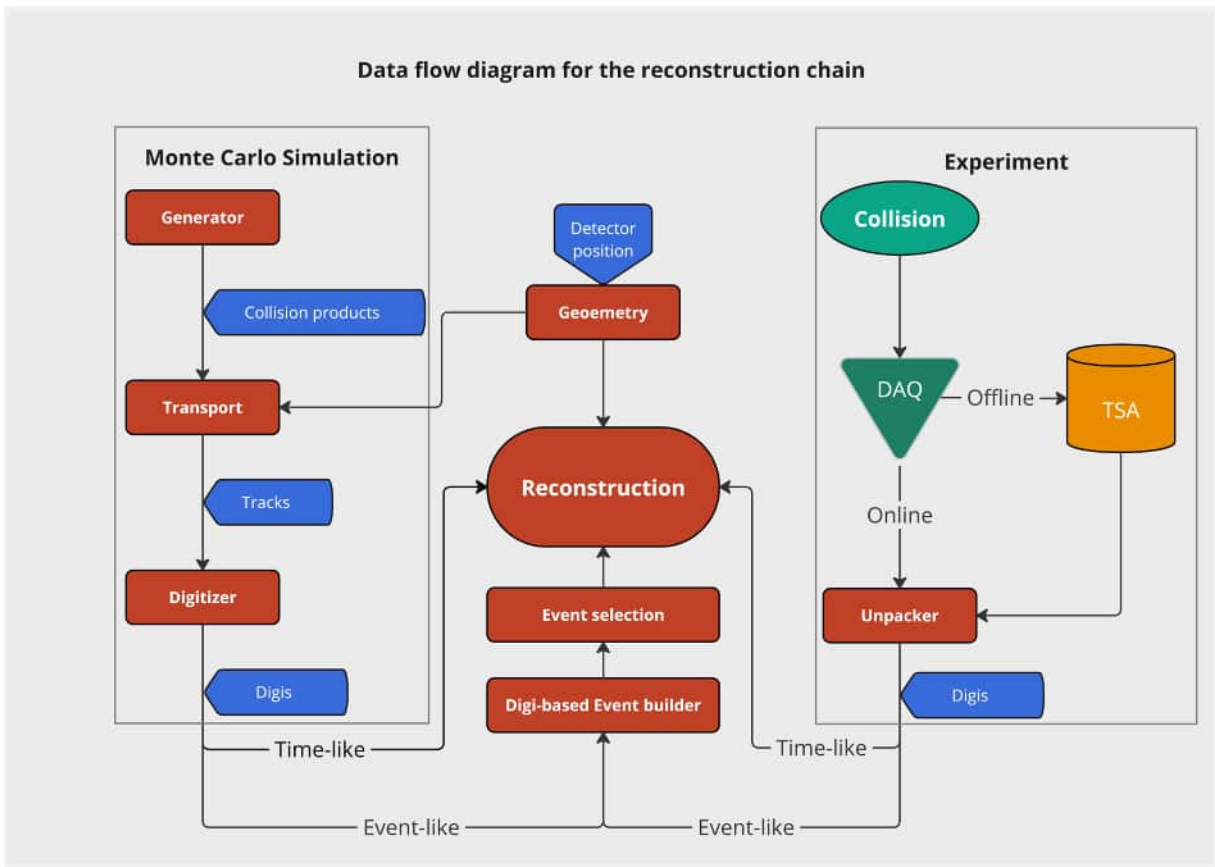 Data flow diagram for the reconstruction chain
Monte Carlo Simulation
Generator
Collision products
Transport
Tracks
Digitizer
Digis
Detector
position
Geoemetry
Reconstruction
Event selection
Digi-based Event builder
Experiment
Collision
DAQ
Offline
TSA
Online
Unpacker
Digis
Time-like
Time-like
Event-like
Event-like